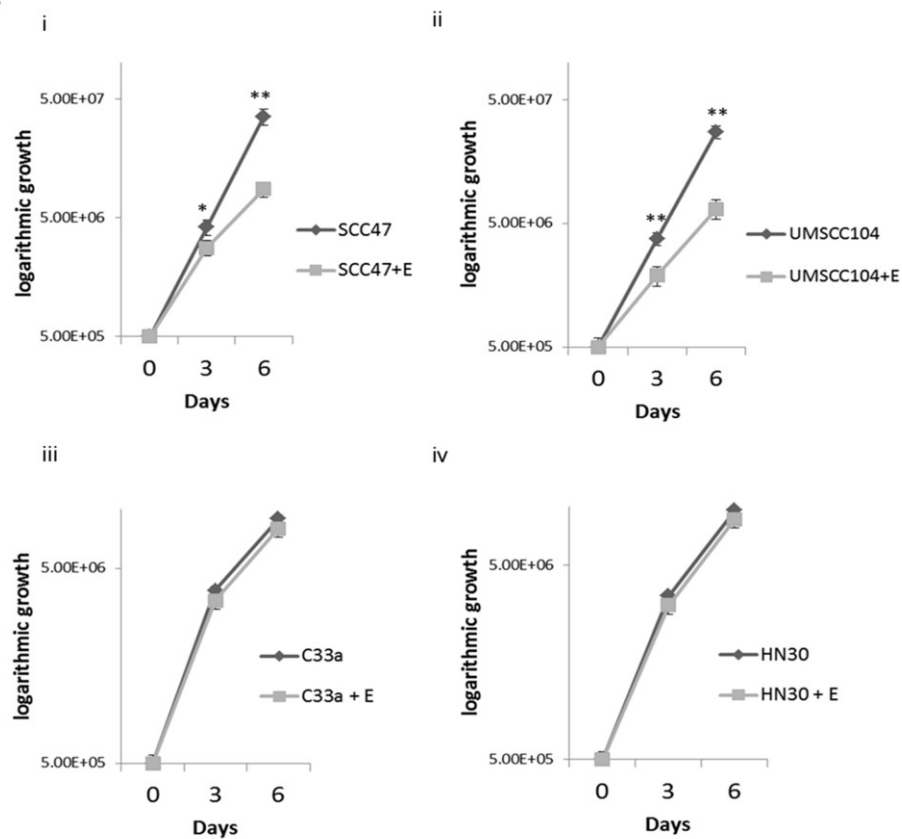 i
logarithmic growth
5.00E+07
5.00E+06
5.00E+05
**
*
SCC47
SCC47+E
0 3 6
Days
ii
logarithmic growth
5.00E+07
5.00E+06
5.00E+05
**
**
UMSCC104
UMSCC104+E
0 3 6
Days
iii
logarithmic growth
5.00E+06
5.00E+05
C33a
C33a + E
0 3 6
Days
iv
logarithmic growth
5.00E+06
5.00E+05
HN30
HN30 + E
0 3 6
Days